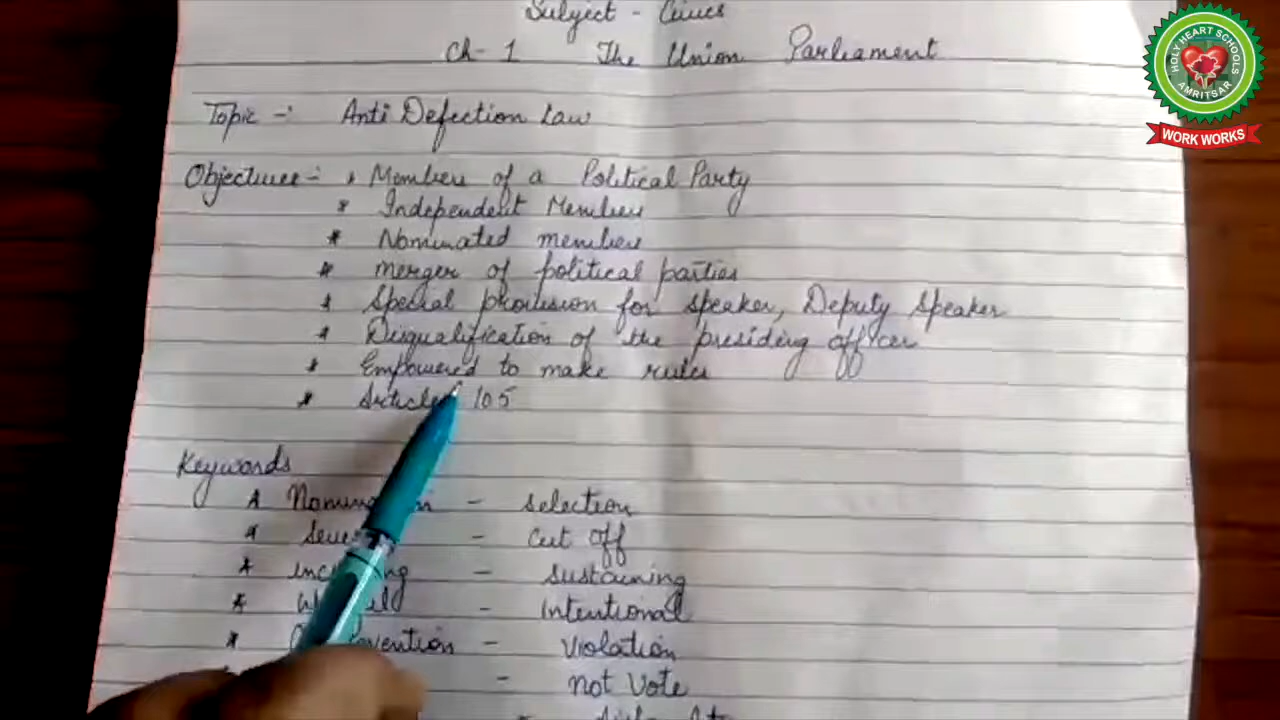 Subject - Civics
Ch- 1 The Union Parliament
Topic -: Anti Defection Law
Objectives:- * Members of a Political Party
* Independent Members
* Nominated members
* Merger of political parties
* Special provision for speaker, Deputy Speaker
* Disqualification of the presiding officer
* Empowered to make rules
* Articles 105
Keywords
* - selection
* - Cut off
* - Sustaining
* - Intentional
* - Violation
- not Vote
HOLY HEART SCHOOLS
AMRITSAR
WORK WORKS